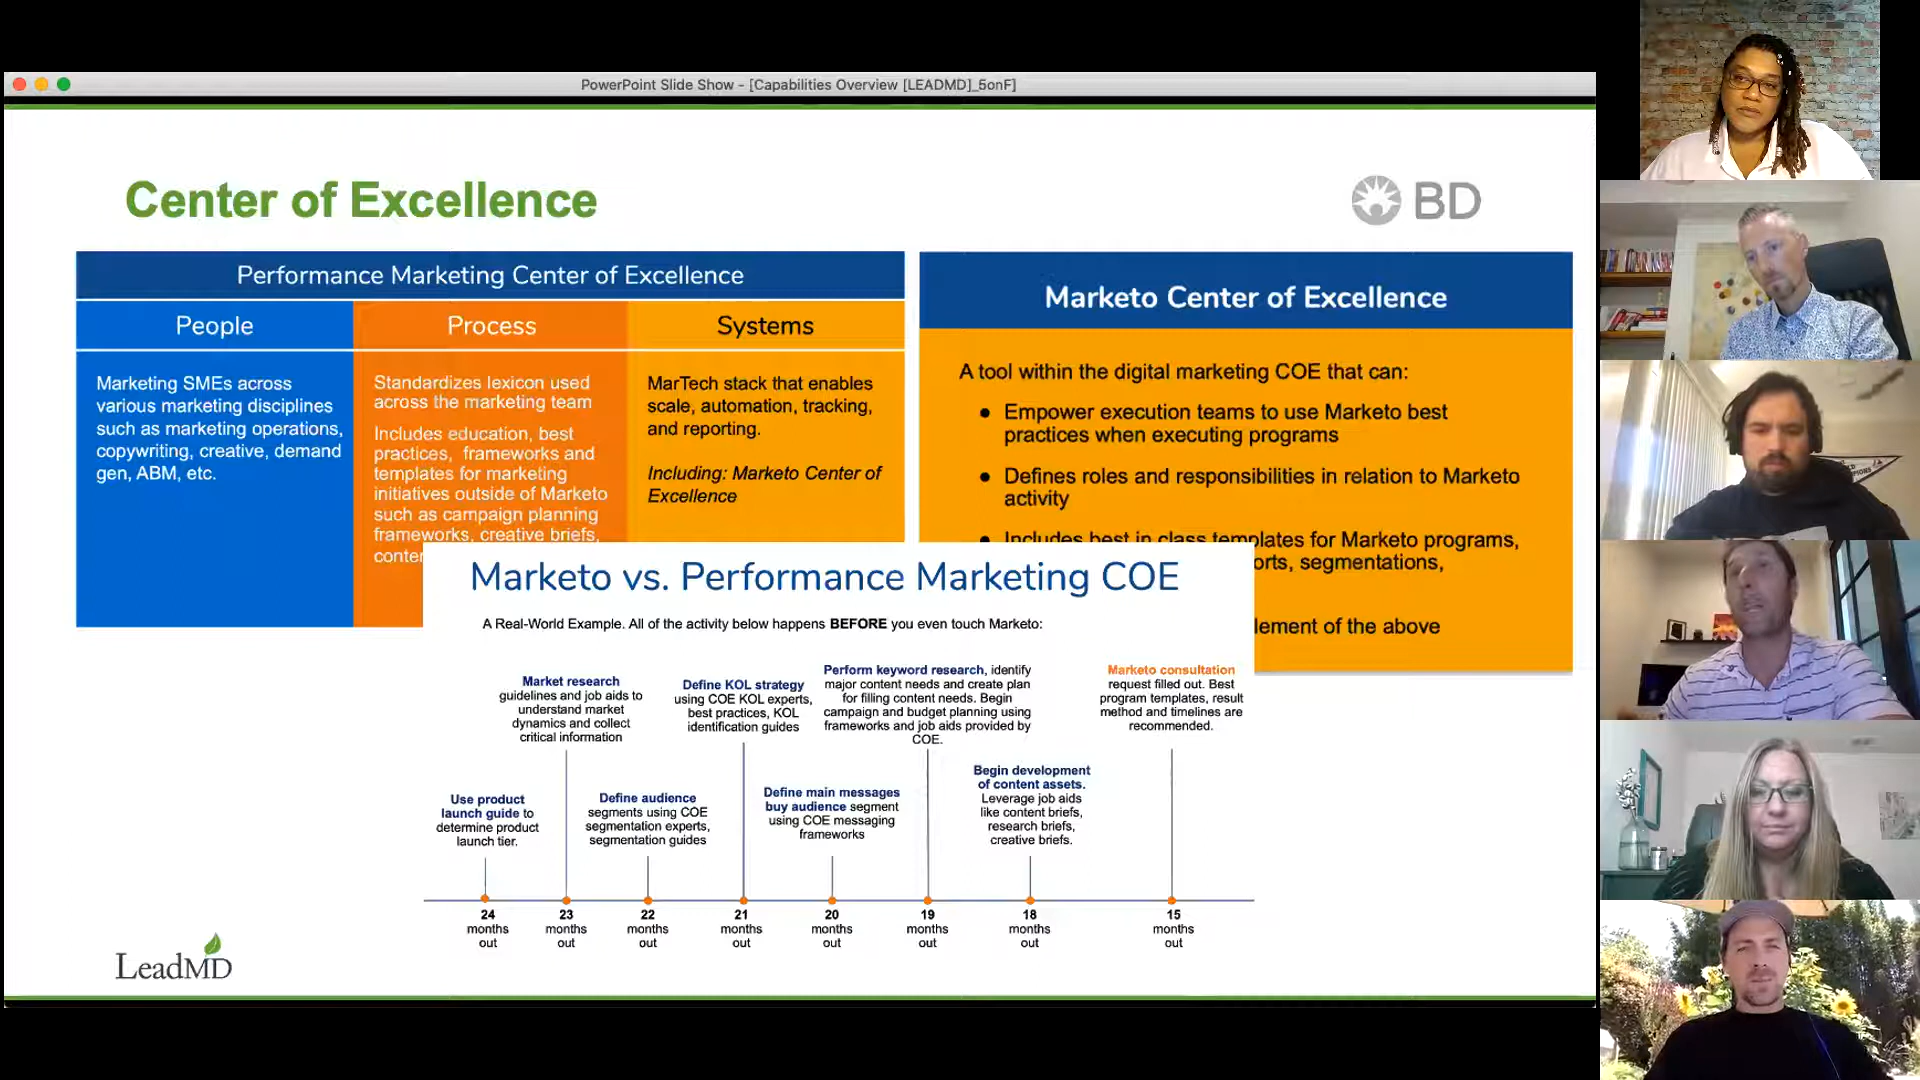 PowerPoint Slide Show - [Capabilities Overview [LEADMD]_5onF]
Center of Excellence
BD
Performance Marketing Center of Excellence
People
Process
Systems
Marketing SMEs across
various marketing disciplines
such as marketing operations,
copywriting, creative, demand
gen, ABM, etc.
Standardizes lexicon used
across the marketing team
Includes education, best
practices, frameworks and
templates for marketing
initiatives outside of Marketo
such as campaign planning
frameworks, creative briefs,
MarTech stack that enables
scale, automation, tracking,
and reporting.
Including: Marketo Center of
Excellence
Marketo Center of Excellence
A tool within the digital marketing COE that can:
● Empower execution teams to use Marketo best
practices when executing programs
● Defines roles and responsibilities in relation to Marketo
activity
● Includes best in class templates for Marketo programs,
segmentations,
of the above
Marketo vs. Performance Marketing COE
A Real-World Example. All of the activity below happens BEFORE you even touch Marketo:
Use product
launch guide to
determine product
launch tier.
24
months
out
Market research
guidelines and job aids to
understand market
dynamics and collect
critical information
23
months
out
Define audience
segments using COE
segmentation experts,
segmentation guides
22
months
out
Define KOL strategy
using COE KOL experts,
best practices, KOL
identification guides
21
months
out
Define main messages
buy audience segment
using COE messaging
frameworks
20
months
out
Perform keyword research, identify
major content needs and create plan
for filling content needs. Begin
campaign and budget planning using
frameworks and job aids provided by
COE.
19
months
out
Begin development
of content assets.
Leverage job aids
like content briefs,
research briefs,
creative briefs.
18
months
out
Marketo consultation
request filled out. Best
program templates, result
method and timelines are
recommended.
15
months
out
LeadMD